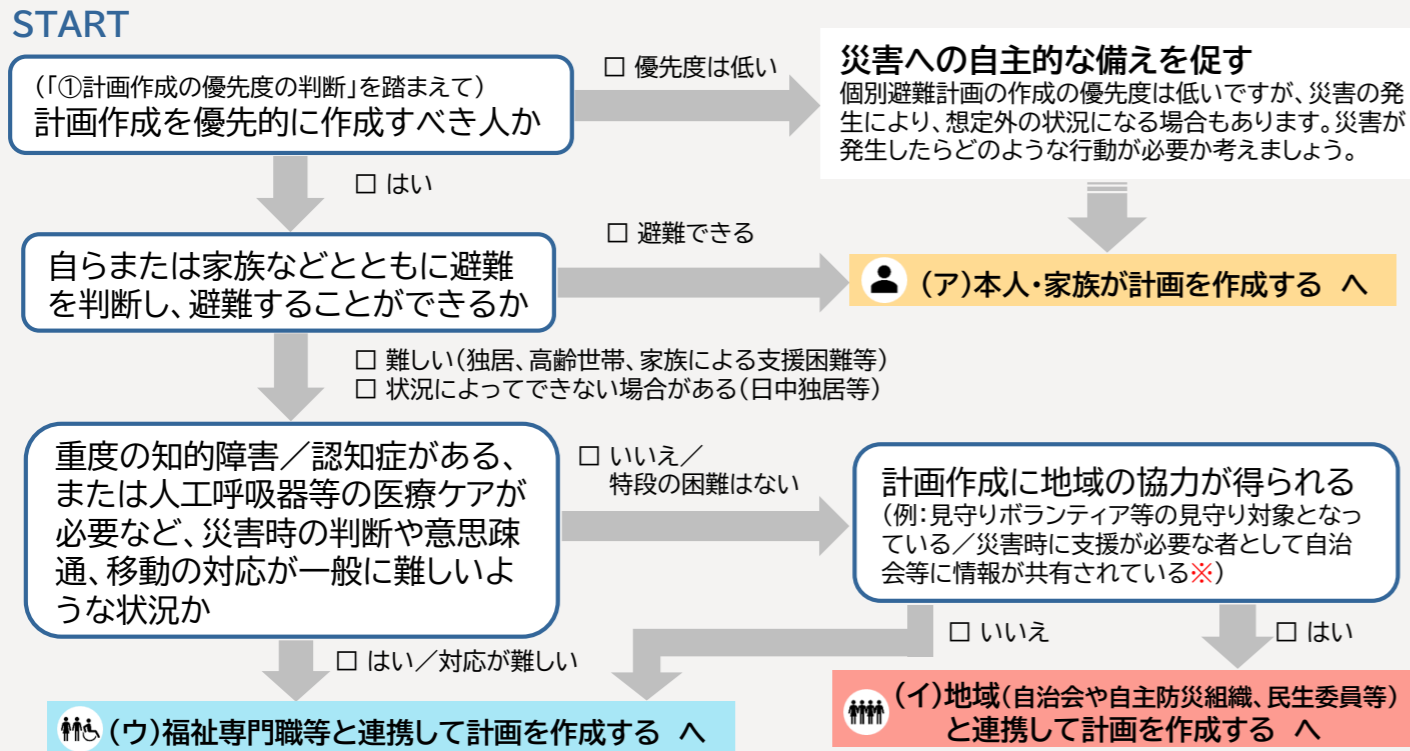 START
(「①計画作成の優先度の判断」を踏まえて)
計画作成を優先的に作成すべき人か
□ 優先度は低い
災害への自主的な備えを促す
個別避難計画の作成の優先度は低いですが、災害の発
生により、想定外の状況になる場合もあります。災害が
発生したらどのような行動が必要か考えましょう。
□ はい
自らまたは家族などとともに避難
を判断し、避難することができるか
□ 避難できる
(ア)本人・家族が計画を作成する へ
□ 難しい(独居、高齢世帯、家族による支援困難等)
□ 状況によってできない場合がある(日中独居等)
重度の知的障害/認知症がある、
または人工呼吸器等の医療ケアが
必要など、災害時の判断や意思疎
通、移動の対応が一般に難しいよ
うな状況か
□ いいえ/
特段の困難はない
計画作成に地域の協力が得られる
(例:見守りボランティア等の見守り対象となっ
ている/災害時に支援が必要な者として自治
会等に情報が共有されている※)
□ はい/対応が難しい
□ いいえ
□ はい
(ウ)福祉専門職等と連携して計画を作成する へ
(イ)地域(自治会や自主防災組織、民生委員等)
と連携して計画を作成する へ